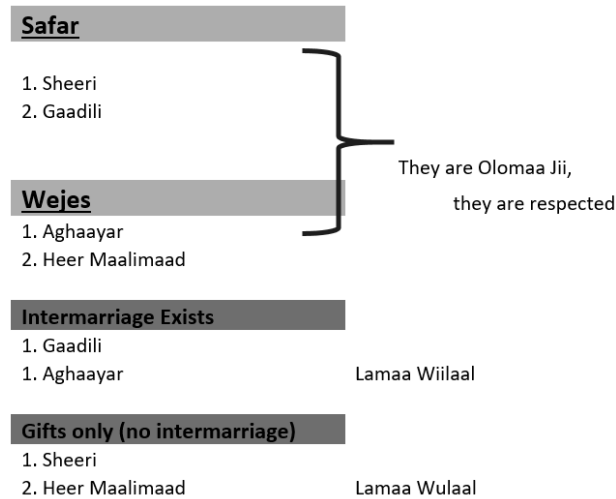 Safar
1. Sheeri
2. Gaadili
They are Olomaa Jii,
they are respected
Wejes
1. Aghaayar
2. Heer Maalimaad
Intermarriage Exists
1. Gaadili
1. Aghaayar Lamaa Wiilaal
Gifts only (no intermarriage)
1. Sheeri
2. Heer Maalimaad Lamaa Wulaal